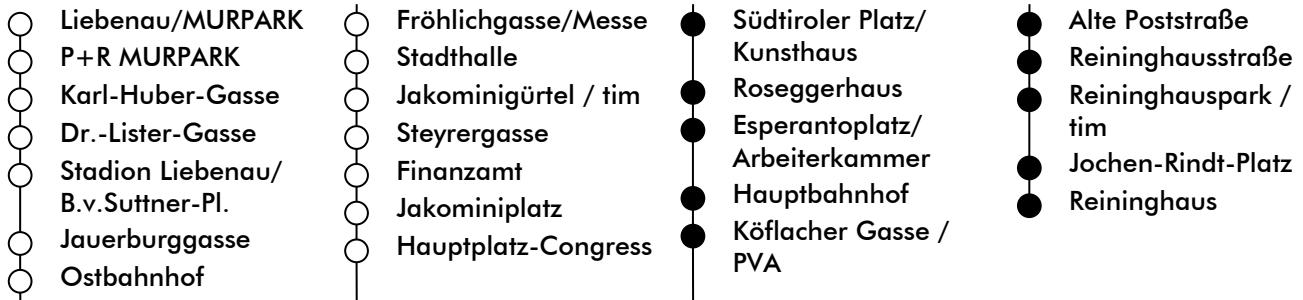 Liebenau/MURPARK
P+R MURPARK
Karl-Huber-Gasse
Dr.-Lister-Gasse
Stadion Liebenau/
B.v.Suttner-Pl.
Jauerburggasse
Ostbahnhof
Fröhlichgasse/Messe
Stadthalle
Jakominigürtel / tim
Steyrergasse
Finanzamt
Jakominiplatz
Hauptplatz-Congress
Südtiroler Platz/
Kunsthaus
Roseggerhaus
Esperantoplatz/
Arbeiterkammer
Hauptbahnhof
Köflacher Gasse /
PVA
Alte Poststraße
Reininghausstraße
Reininghauspark /
tim
Jochen-Rindt-Platz
Reininghaus